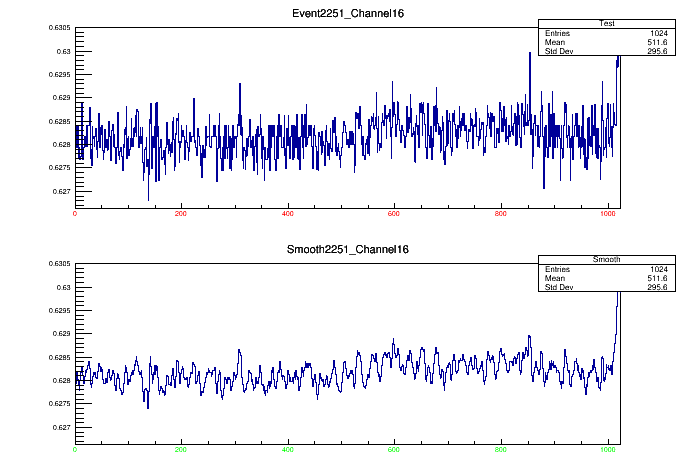 Event2251_Channel16
Test
Entries 1024
Mean 511.6
Std Dev 295.6
0.6305
0.63
0.6295
0.629
0.6285
0.628
0.6275
0.627
0 200 400 600 800 1000
Smooth2251_Channel16
Smooth
Entries 1024
Mean 511.6
Std Dev 295.6
0.6305
0.63
0.6295
0.629
0.6285
0.628
0.6275
0.627
0 200 400 600 800 1000